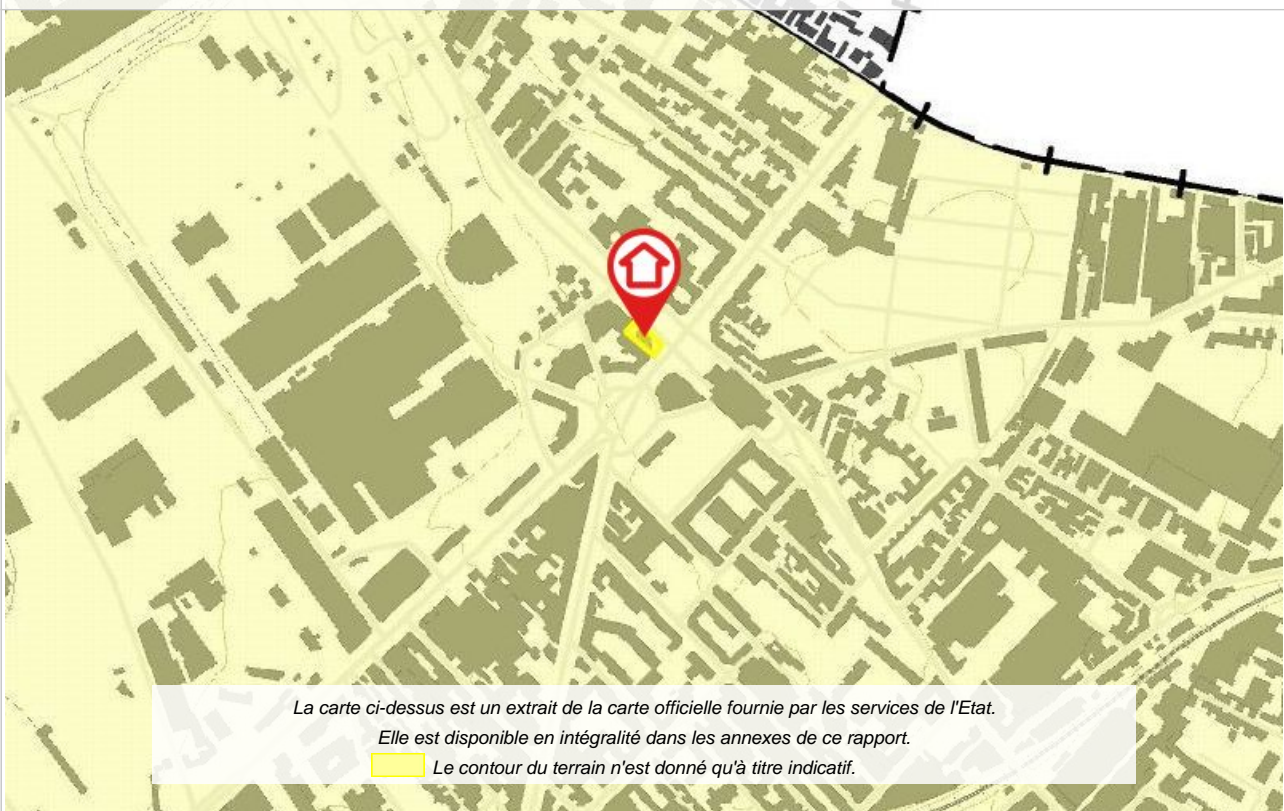 La carte ci-dessus est un extrait de la carte officielle fournie par les services de l'Etat.
Elle est disponible en intégralité dans les annexes de ce rapport.
Le contour du terrain n'est donné qu'à titre indicatif.